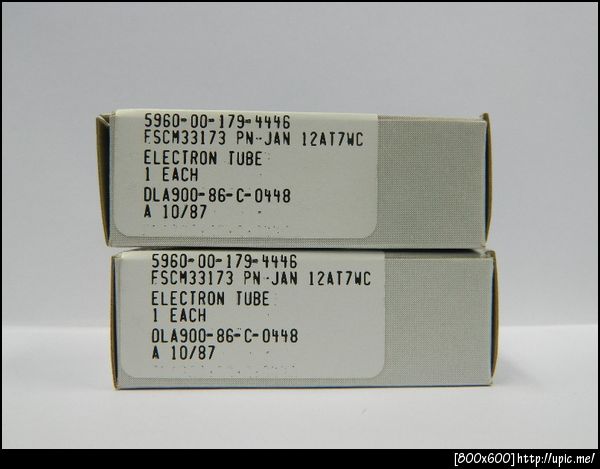 5960-00-179-4446
FSCM33173 PN-JAN 12AT7WC
ELECTRON TUBE
1 EACH
DLA900-86-C-0448
A 10/87
5960-00-179-4446
FSCM33173 PN-JAN 12AT7WC
ELECTRON TUBE
1 EACH
DLA900-86-C-0448
A 10/87
[800x600]http://upic.me/